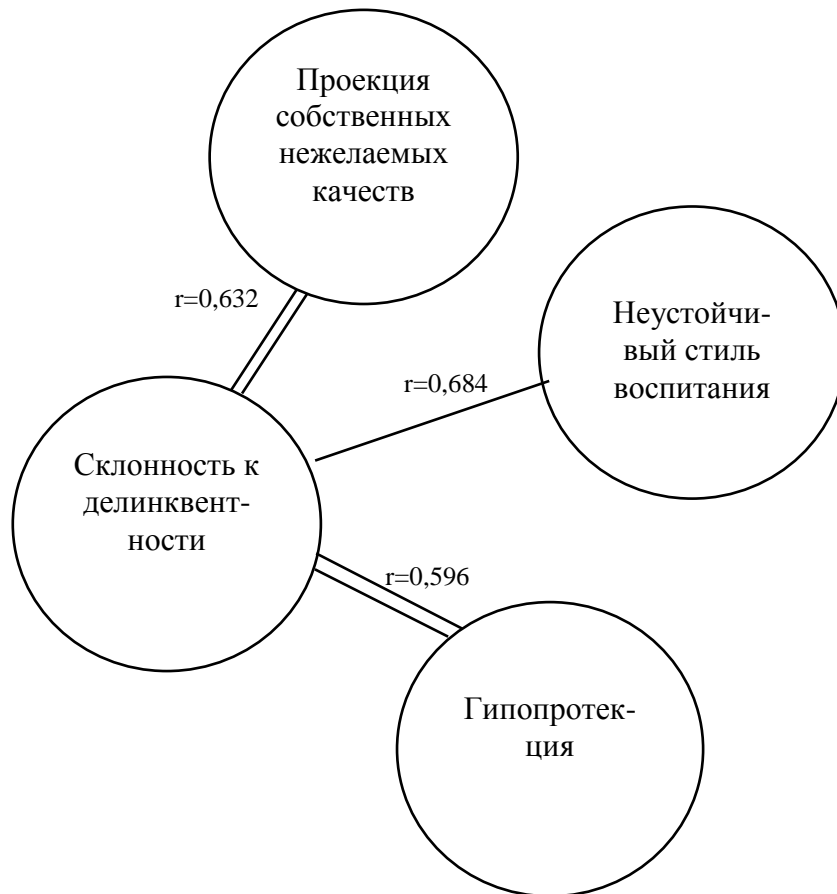 Проекция
собственных
нежелаемых
качеств
r=0,632
Неустойчи-
вый стиль
воспитания
r=0,684
Склонность к
делинквент-
ности
r=0,596
Гипопротек-
ция